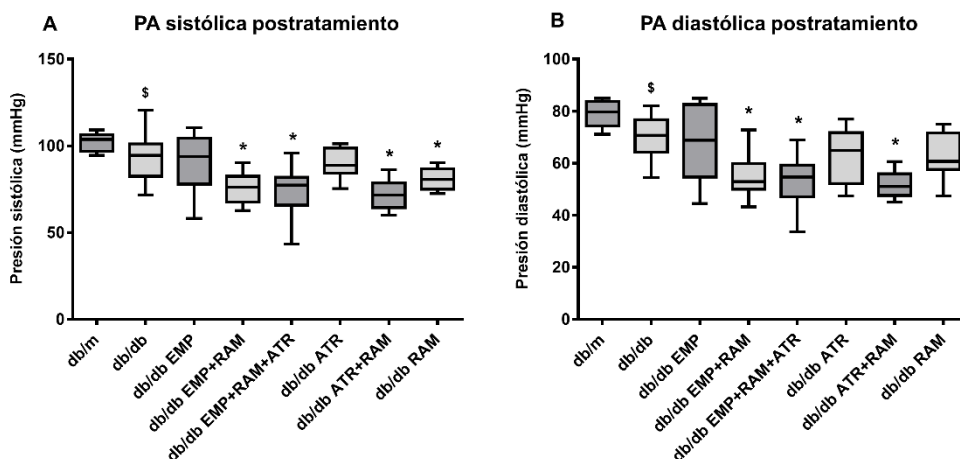 A
PA sistólica postratamiento
Presión sistólica (mmHg)
150
100
50
0
$
*
*
*
*
db/m
db/db
db/db EMP
db/db EMP+RAM
db/db EMP+RAM+ATR
db/db ATR
db/db ATR+RAM
db/db RAM
B
PA diastólica postratamiento
Presión diastólica (mmHg)
100
80
60
40
20
0
$
*
*
*
db/m
db/db
db/db EMP
db/db EMP+RAM
db/db EMP+RAM+ATR
db/db ATR
db/db ATR+RAM
db/db RAM